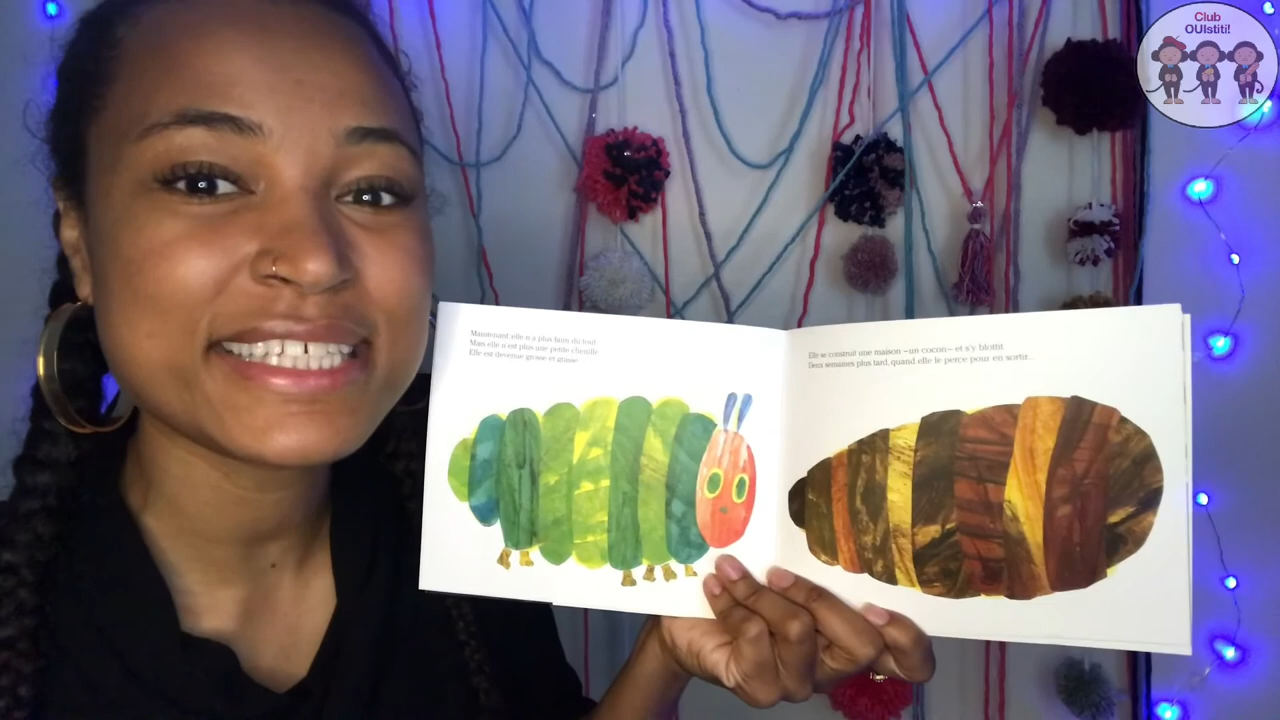 Club
OUIstiti!
Maintenant, elle n'a plus faim du tout.
Mais elle n'est plus une petite chenille.
Elle est devenue grosse et grasse.
Elle se construit une maison –un cocon– et s'y blottit.
Deux semaines plus tard, quand elle le perce pour en sortir...